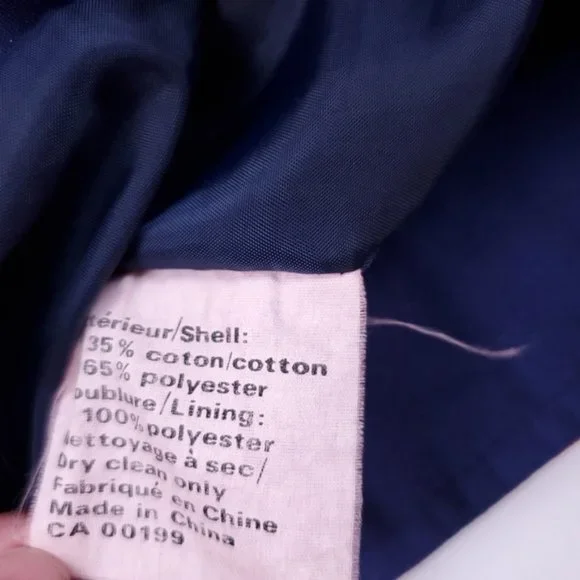 térieur/Shell:
35% coton/cotton
65% polyester
oublure/Lining:
100% polyester
ettoyage à sec/
Dry clean only
Fabriqué en Chine
Made in China
CA 00199